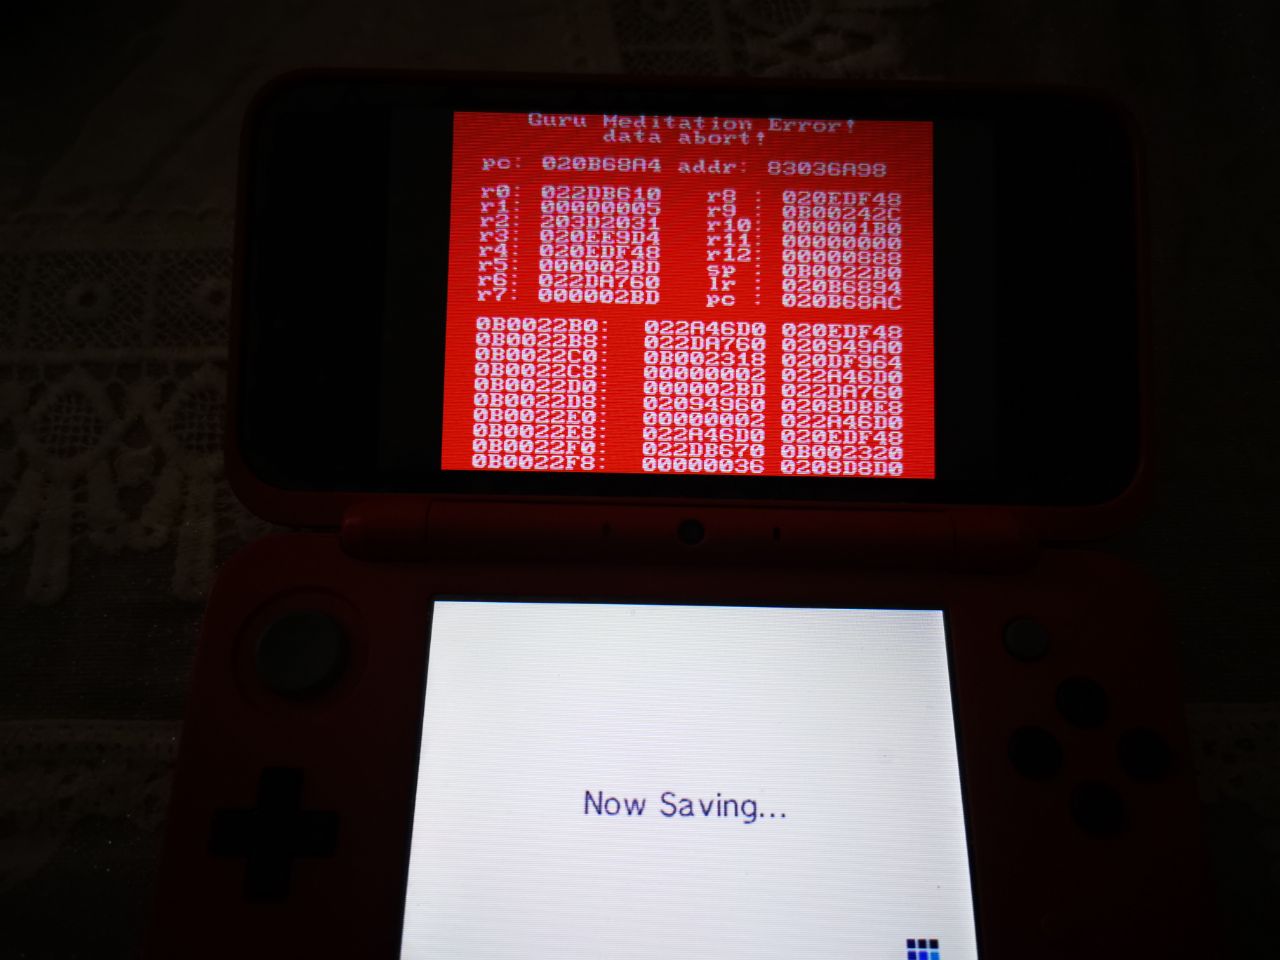 Guru Meditation Error!
data abort!
pc: 020B68A4 addr: 83036A98
r0: 022DB610 r8 : 020EDF48
r1: 00000005 r9 : 0B00242C
r2: 203D2031 r10: 000001B0
r3: 020EE9D4 r11: 00000000
r4: 020EDF48 r12: 00000888
r5: 000002BD sp : 0B0022B0
r6: 022DA760 lr : 020B6894
r7: 000002BD pc : 020B68AC
0B0022B0: 022A46D0 020EDF48
0B0022B8: 022DA760 020949A0
0B0022C0: 0B002318 020DF964
0B0022C8: 00000002 022A46D0
0B0022D0: 000002BD 022DA760
0B0022D8: 02094960 0208DBE8
0B0022E0: 00000002 022A46D0
0B0022E8: 022A46D0 020EDF48
0B0022F0: 022DB670 0B002320
0B0022F8: 00000036 0208D8D0
Now Saving...